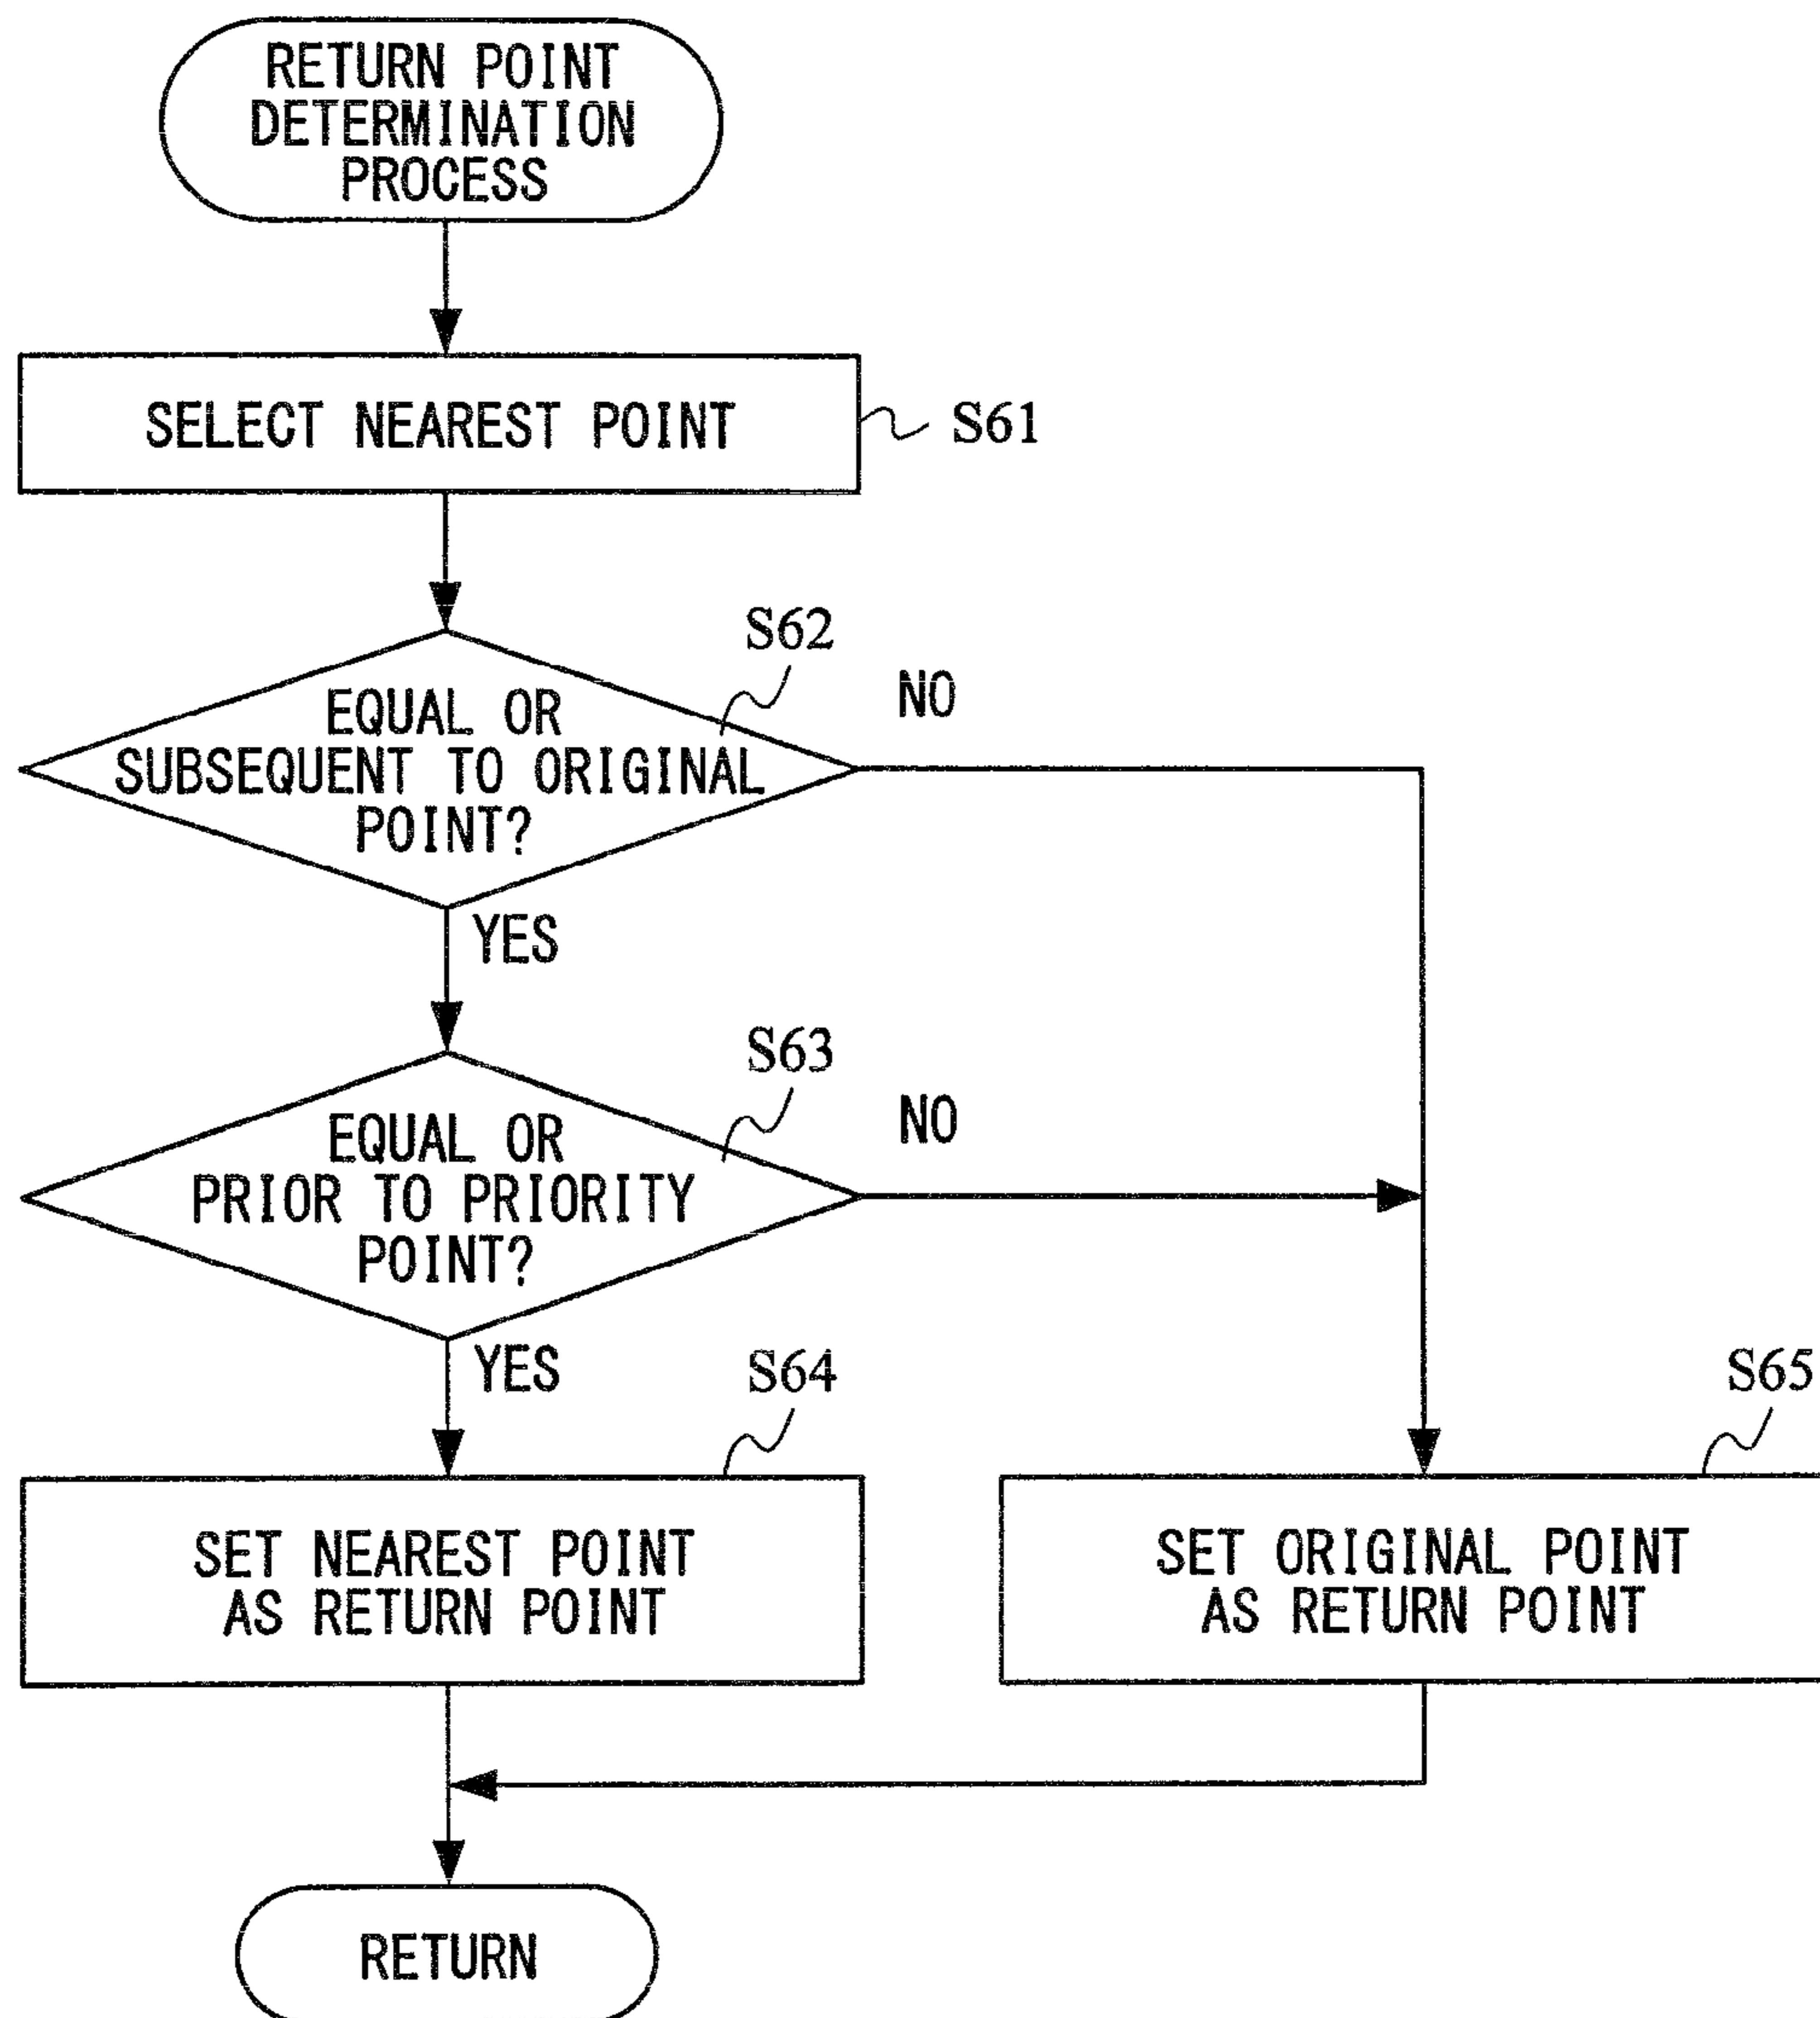 RETURN POINT
DETERMINATION
PROCESS
SELECT NEAREST POINT
S61
S62
NO
EQUAL OR
SUBSEQUENT TO ORIGINAL
POINT?
YES
S63
NO
EQUAL OR
PRIOR TO PRIORITY
POINT?
YES
S64
S65
SET NEAREST POINT
AS RETURN POINT
SET ORIGINAL POINT
AS RETURN POINT
RETURN